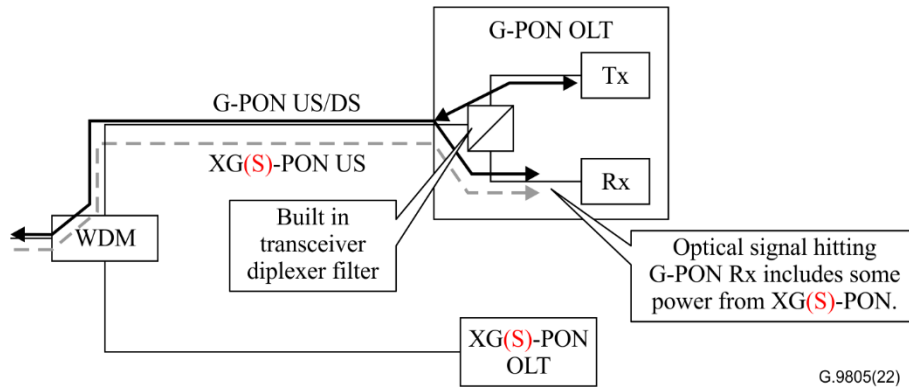 G-PON OLT
Tx
G-PON US/DS
XG(S)-PON US
Rx
Built in
transceiver
diplexer filter
WDM
Optical signal hitting
G-PON Rx includes some
power from XG(S)-PON.
XG(S)-PON
OLT
G.9805(22)